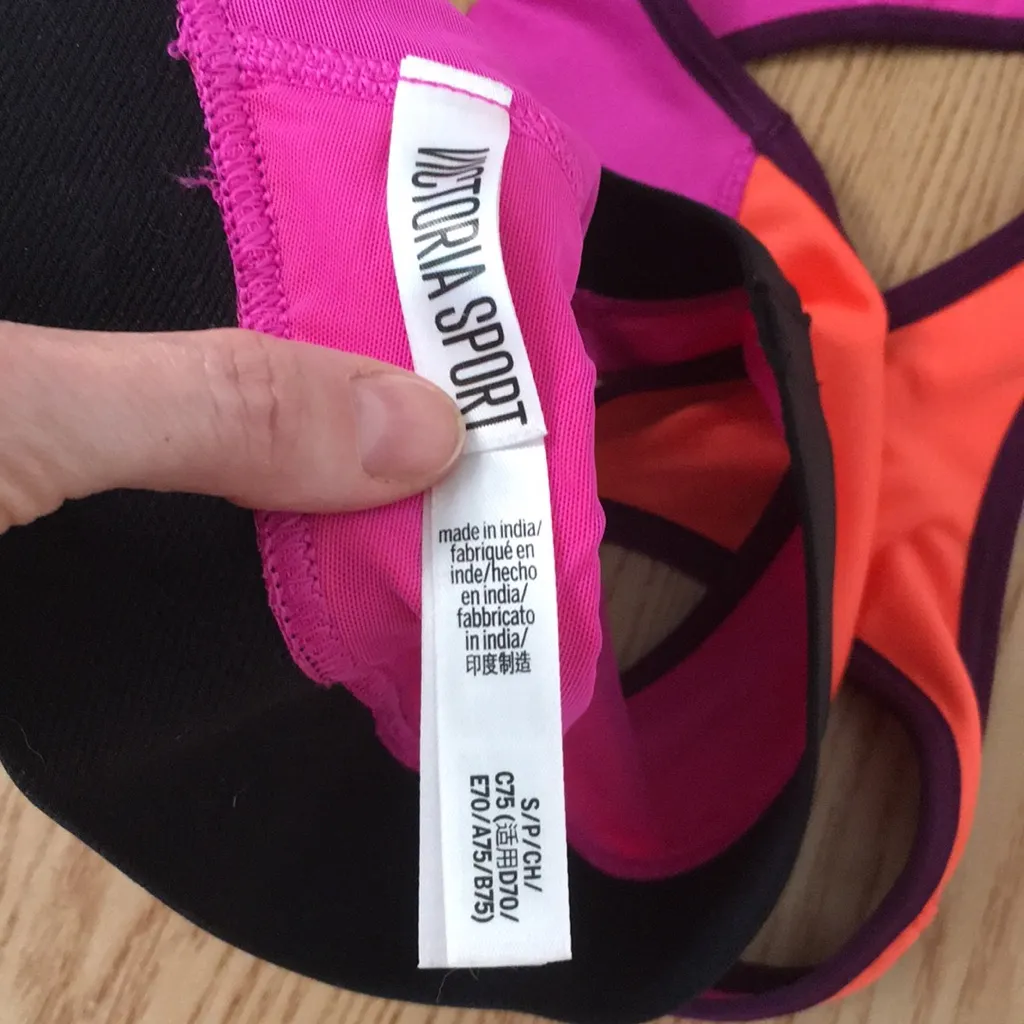 VICTORIA SPORT
made in india/
fabriqué en
inde/hecho
en india/
fabbricato
in india/
印度制造
S/P/CH/
C75 (适用D70/
E70/A75/B75)